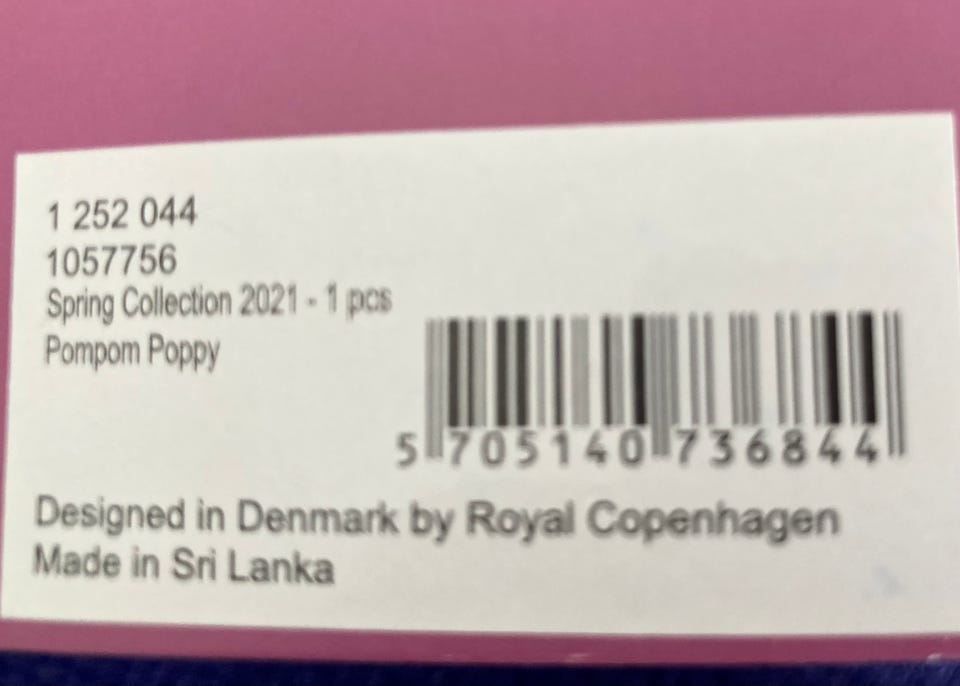 1 252 044
1057756
Spring Collection 2021 - 1 pcs
Pompom Poppy
5 705140 736844
Designed in Denmark by Royal Copenhagen
Made in Sri Lanka